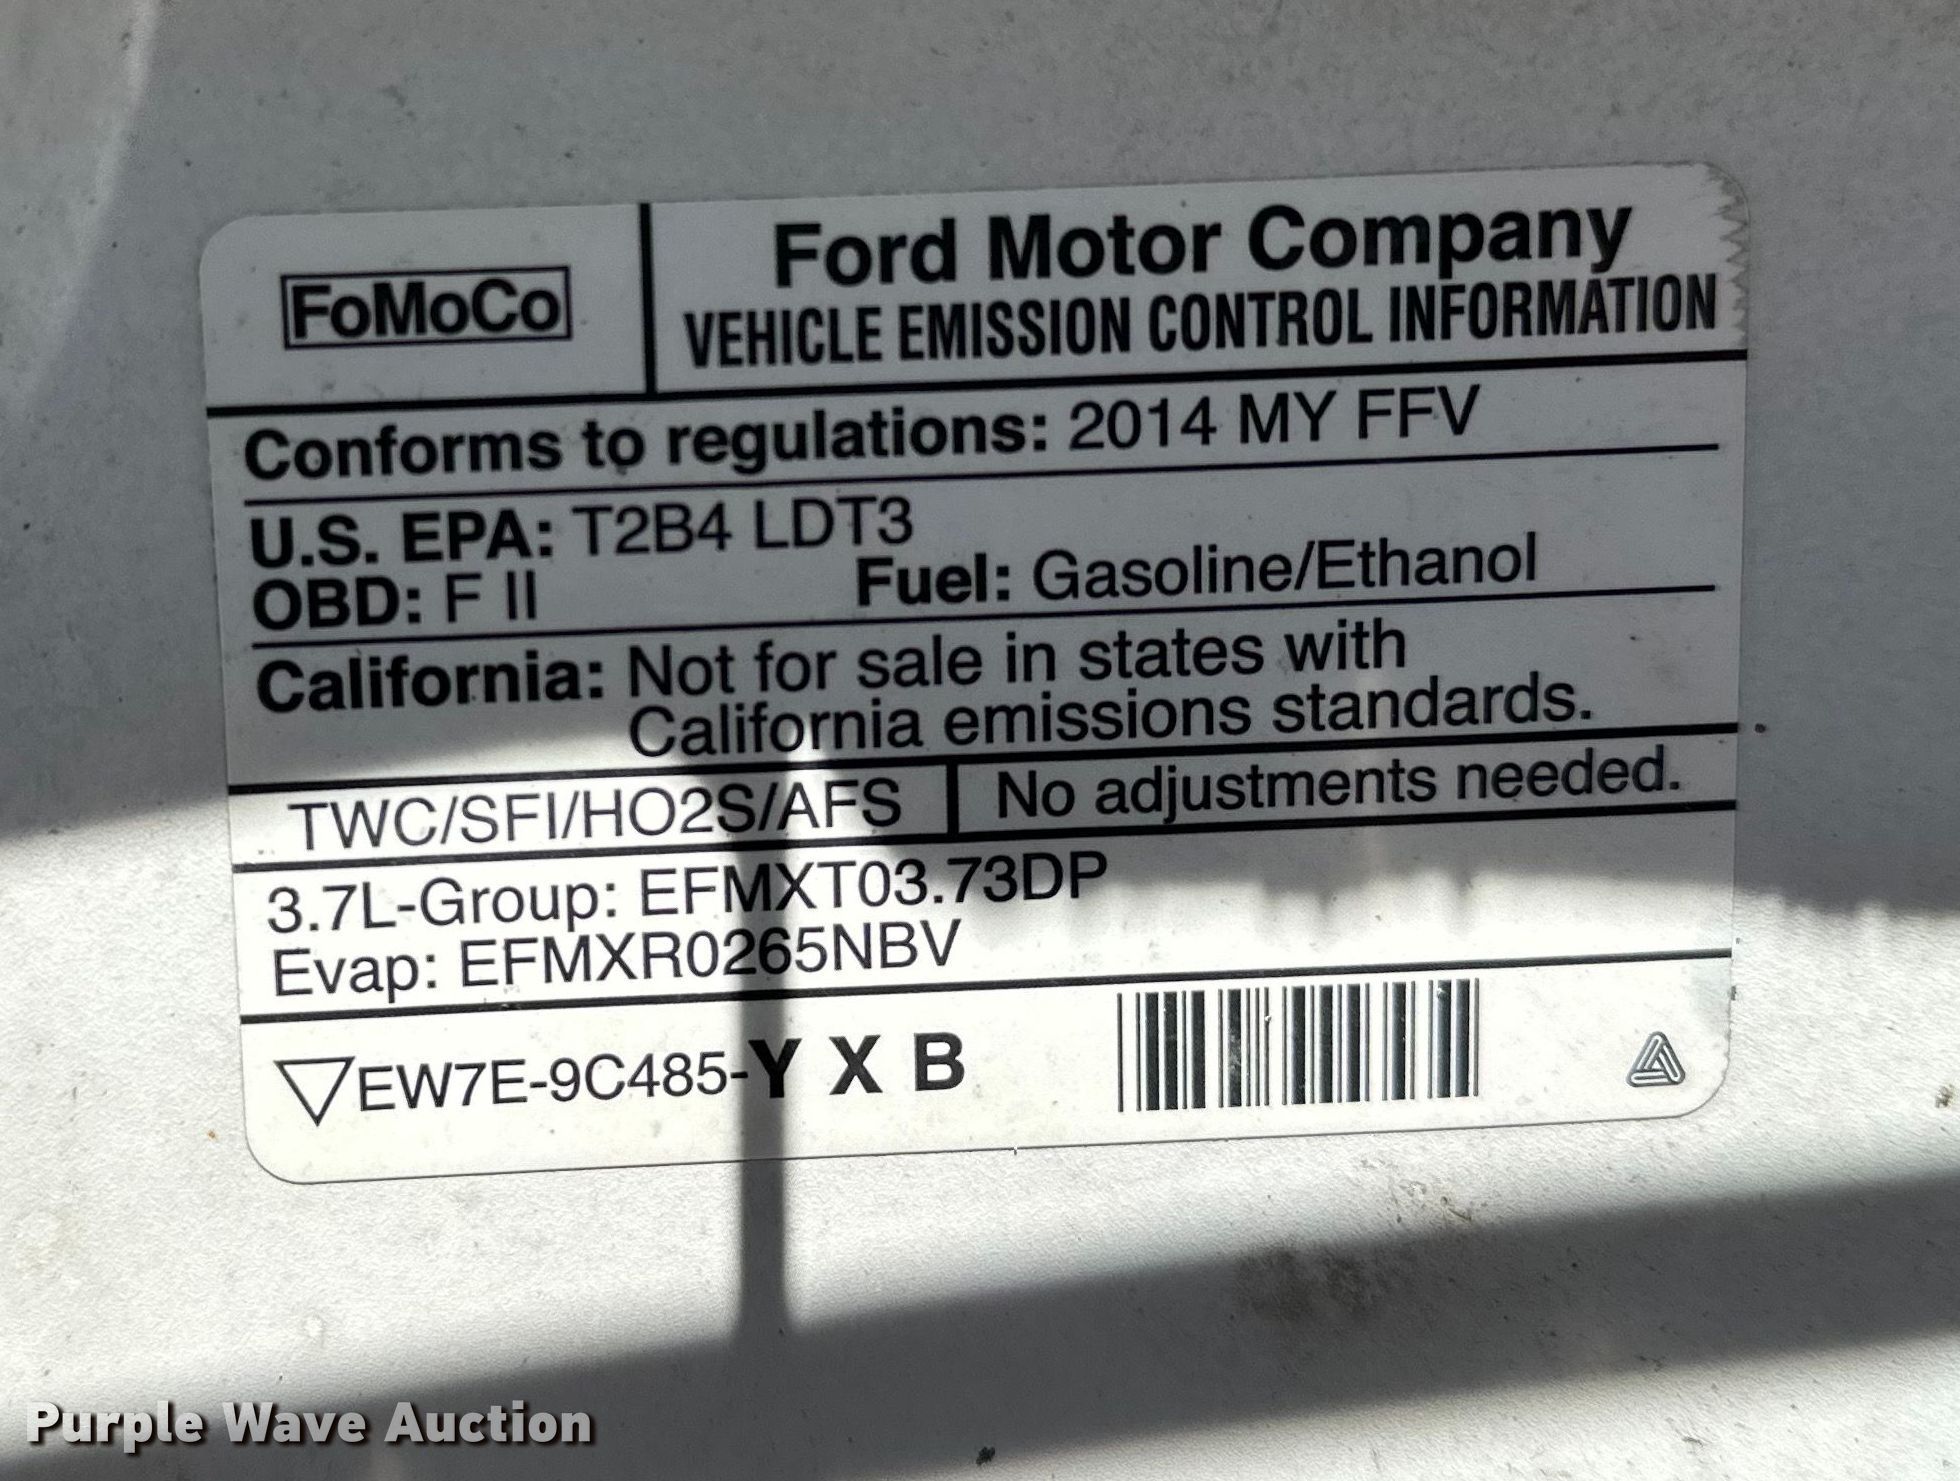 FoMoCo
Ford Motor Company
VEHICLE EMISSION CONTROL INFORMATION
Conforms to regulations: 2014 MY FFV
U.S. EPA: T2B4 LDT3
OBD: F II Fuel: Gasoline/Ethanol
California: Not for sale in states with
California emissions standards.
TWC/SFI/HO2S/AFS No adjustments needed.
3.7L-Group: EFMXT03.73DP
Evap: EFMXR0265NBV
EW7E-9C485-Y X B
Purple Wave Auction